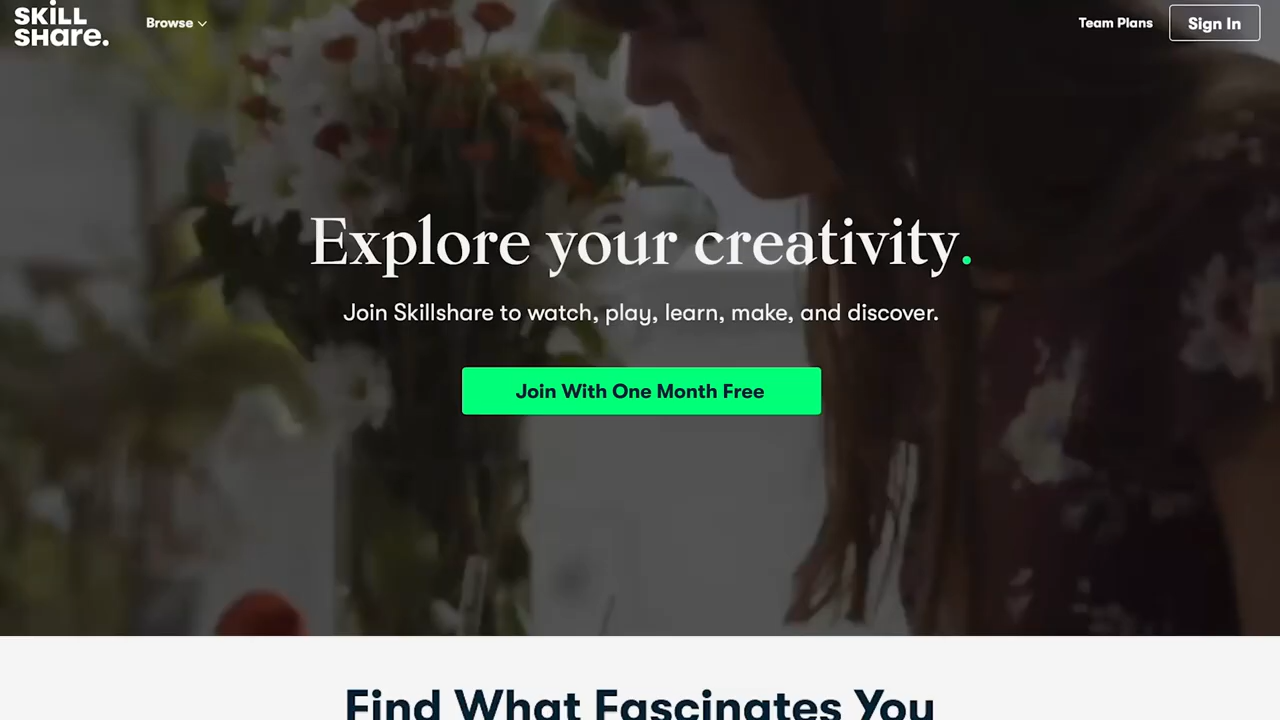 SKiLL
SHare.
Browse
Team Plans
Sign In
Explore your creativity.
Join Skillshare to watch, play, learn, make, and discover.
Join With One Month Free
Find What Fascinates You